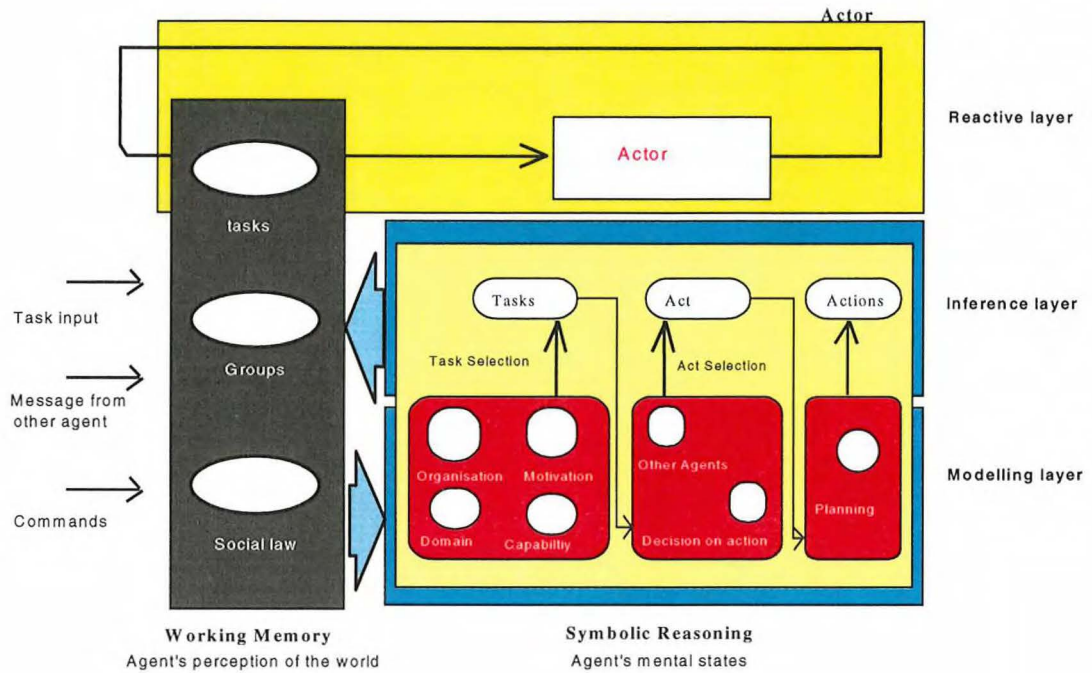 Actor
Reactive layer
Actor
tasks
Tasks
Act
Actions
Inference layer
Task input
Groups
Task Selection
Act Selection
Message from
other agent
Organisation
Motivation
Other Agents
Modelling layer
Planning
Commands
Social law
Domain
Capabiltiy
Decision on action
Working Memory
Symbolic Reasoning
Agent's perception of the world
Agent's mental states